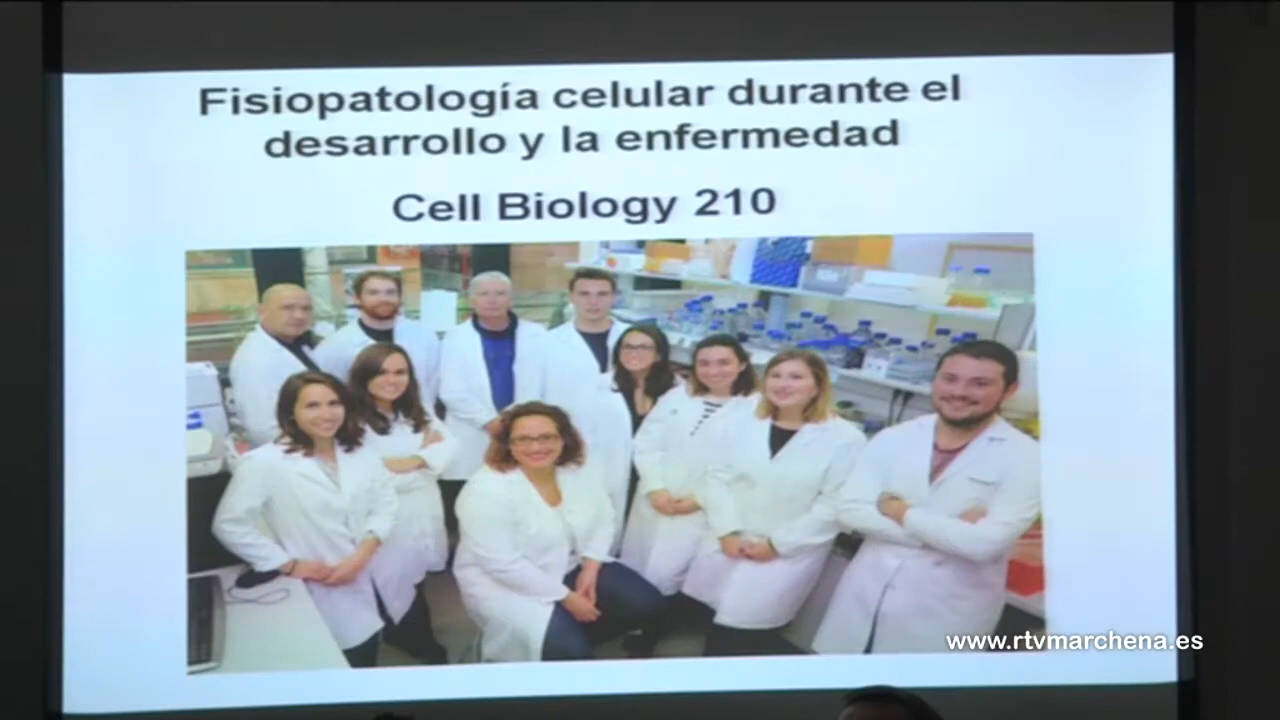 Fisiopatología celular durante el
desarrollo y la enfermedad
Cell Biology 210
www.rtvmarchena.es